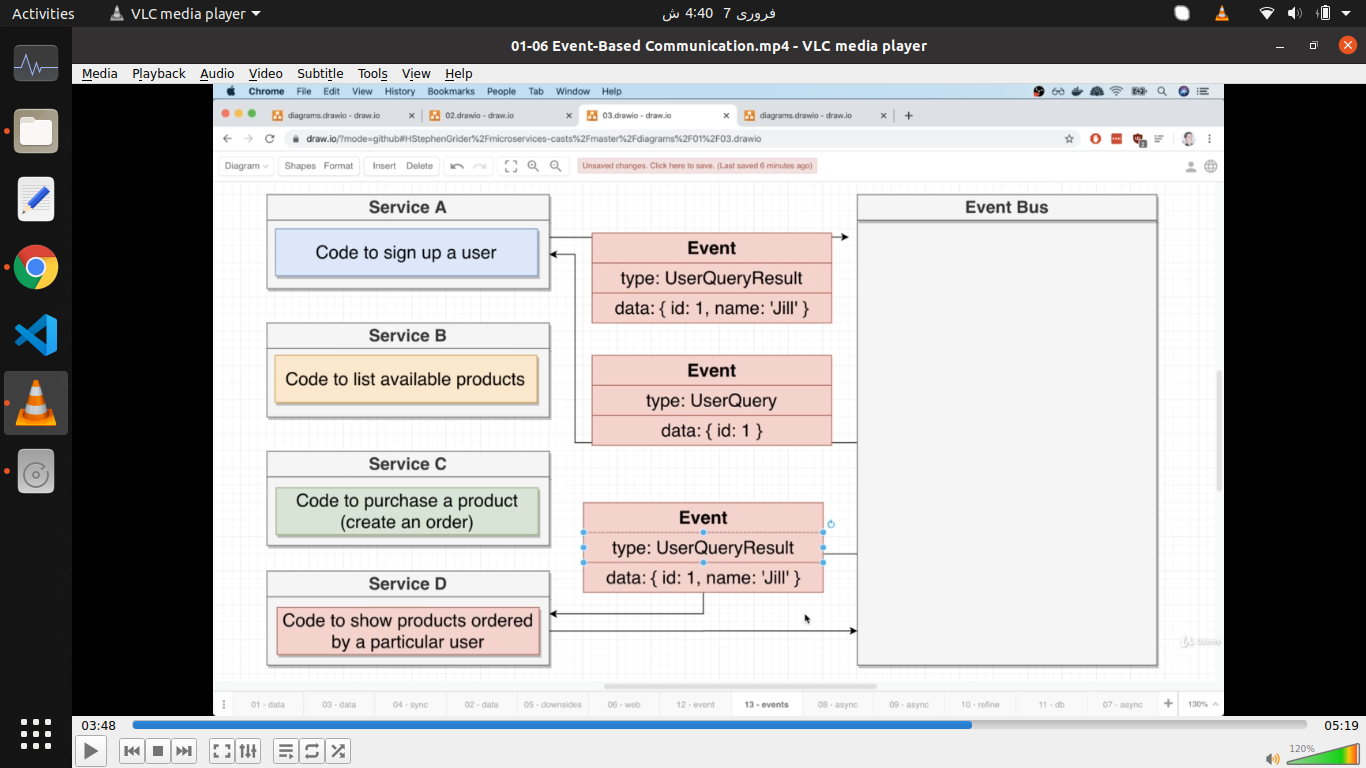 Activities
VLC media player
فروری 7 4:40 ش
01-06 Event-Based Communication.mp4 - VLC media player
Media Playback Audio Video Subtitle Tools View Help
Chrome File Edit View History Bookmarks People Tab Window Help
diagrams.drawio - draw.io
02.drawio - draw.io
03.drawio - draw.io
diagrams.drawio - draw.io
draw.io/?mode=github#HStephenGrider%2Fmicroservices-casts%2Fmaster%2Fdiagrams%2F01%2F03.drawio
Diagram Shapes Format Insert Delete
Unsaved changes. Click here to save. (Last saved 6 minutes ago)
Service A
Code to sign up a user
Service B
Code to list available products
Service C
Code to purchase a product
(create an order)
Service D
Code to show products ordered
by a particular user
Event
type: UserQueryResult
data: { id: 1, name: 'Jill' }
Event
type: UserQuery
data: { id: 1 }
Event
type: UserQueryResult
data: { id: 1, name: 'Jill' }
Event Bus
Udemy
01 - data
03 - data
04 - sync
02 - data
05 - downsides
06 - web
12 - event
13 - events
08 - async
09 - async
10 - refine
11 - db
07 - async
130%
03:48
05:19
120%